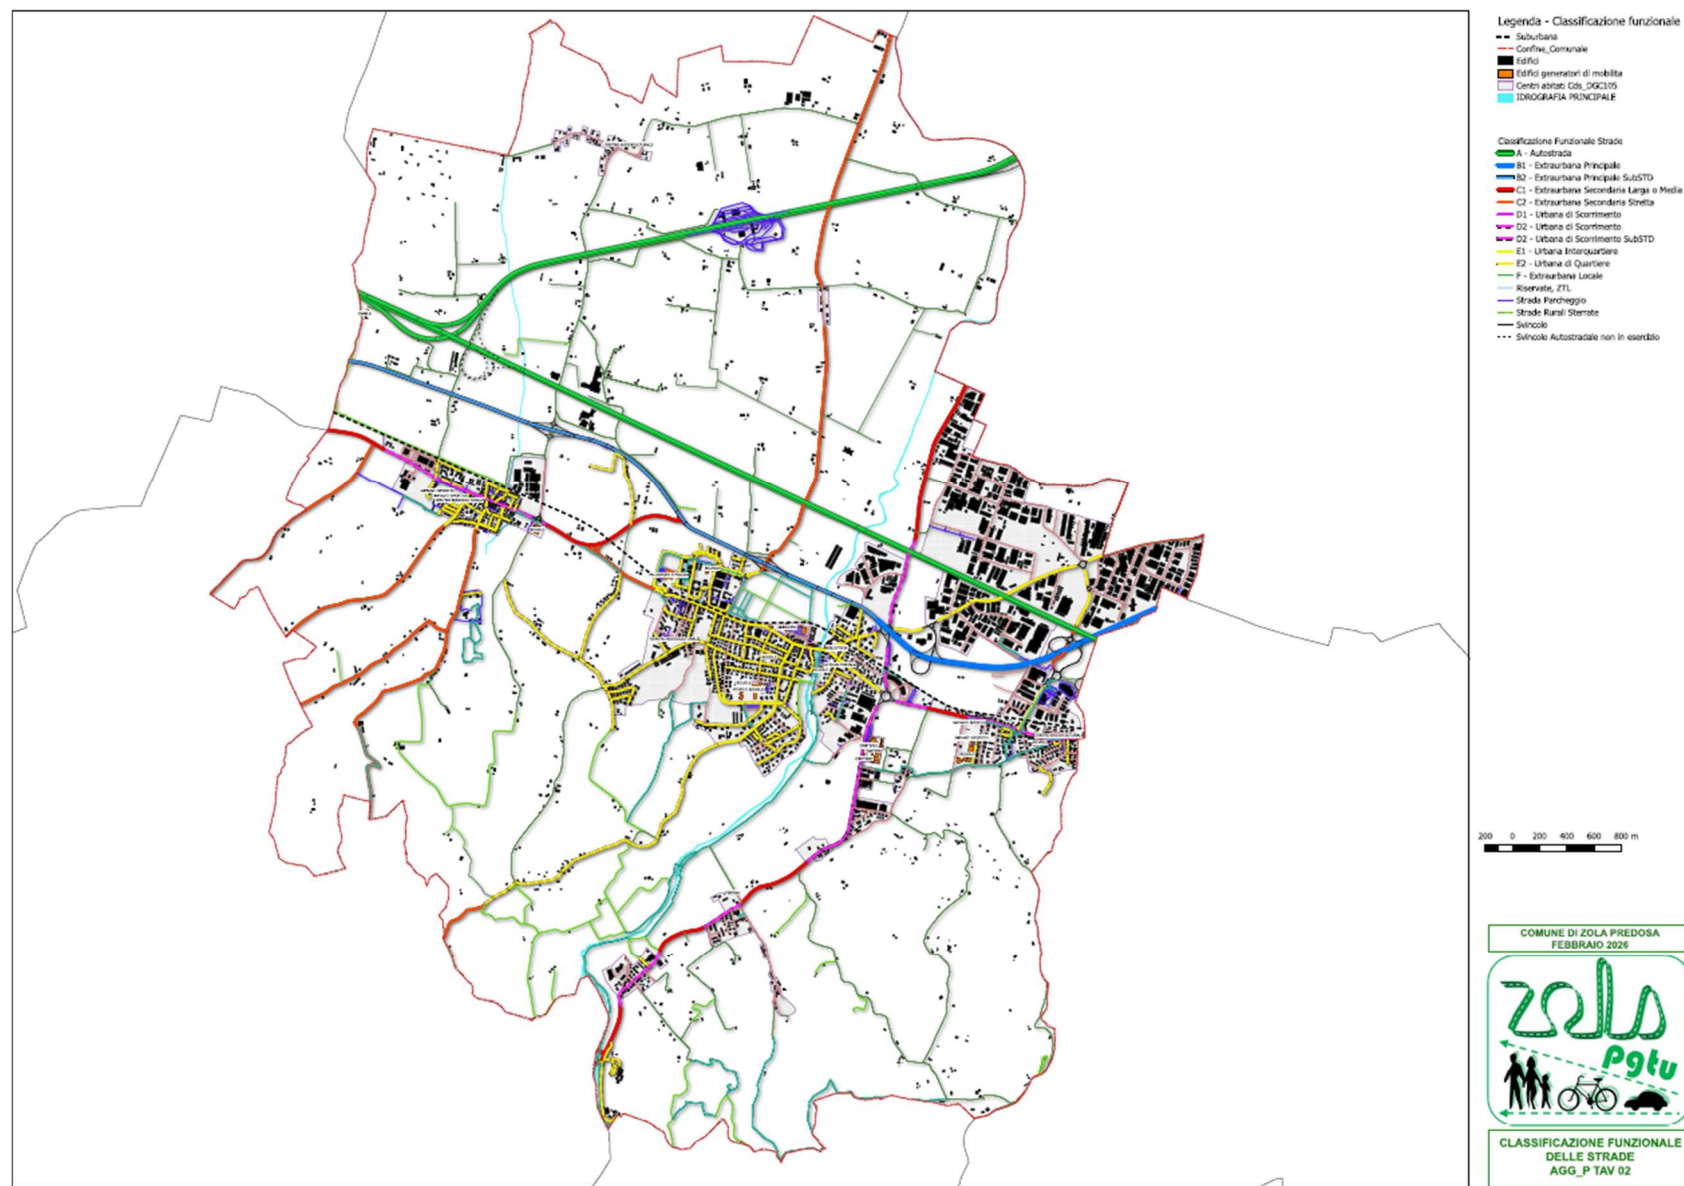 Legenda - Classificazione funzionale
Suburbana
Confine_Comunale
Edifici
Edifici generatori di mobilita
Centri abitati Cds_DGC105
IDROGRAFIA PRINCIPALE
Classificazione Funzionale Strade
A - Autostrada
B1 - Extraurbana Principale
B2 - Extraurbana Principale SubSTD
C1 - Extraurbana Secondaria Larga o Media
C2 - Extraurbana Secondaria Stretta
D1 - Urbana di Scorrimento
D2 - Urbana di Scorrimento
D2 - Urbana di Scorrimento SubSTD
E1 - Urbana Interquartiere
E2 - Urbana di Quartiere
F - Extraurbana Locale
Riservate, ZTL
Strada Parcheggio
Strade Rurali Sterrate
Svincolo
Svincolo Autostradale non in esercizio
200 0 200 400 600 800 m
COMUNE DI ZOLA PREDOSA
FEBBRAIO 2026
zola
pgtu
CLASSIFICAZIONE FUNZIONALE
DELLE STRADE
AGG_P TAV 02